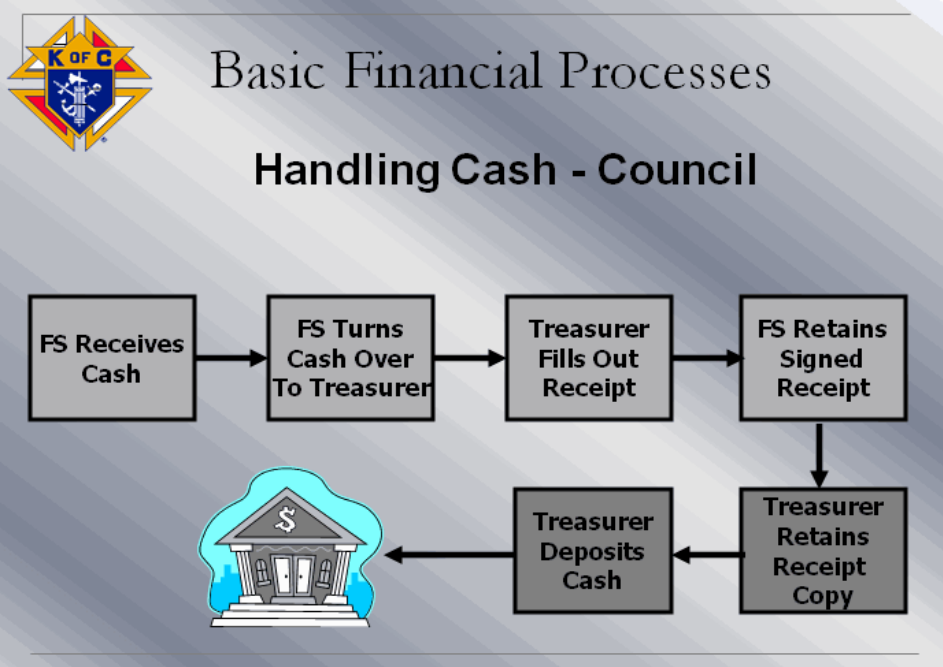 K OF C
Basic Financial Processes
Handling Cash - Council
FS Receives
Cash
FS Turns
Cash Over
To Treasurer
Treasurer
Fills Out
Receipt
FS Retains
Signed
Receipt
Treasurer
Retains
Receipt
Copy
Treasurer
Deposits
Cash
$